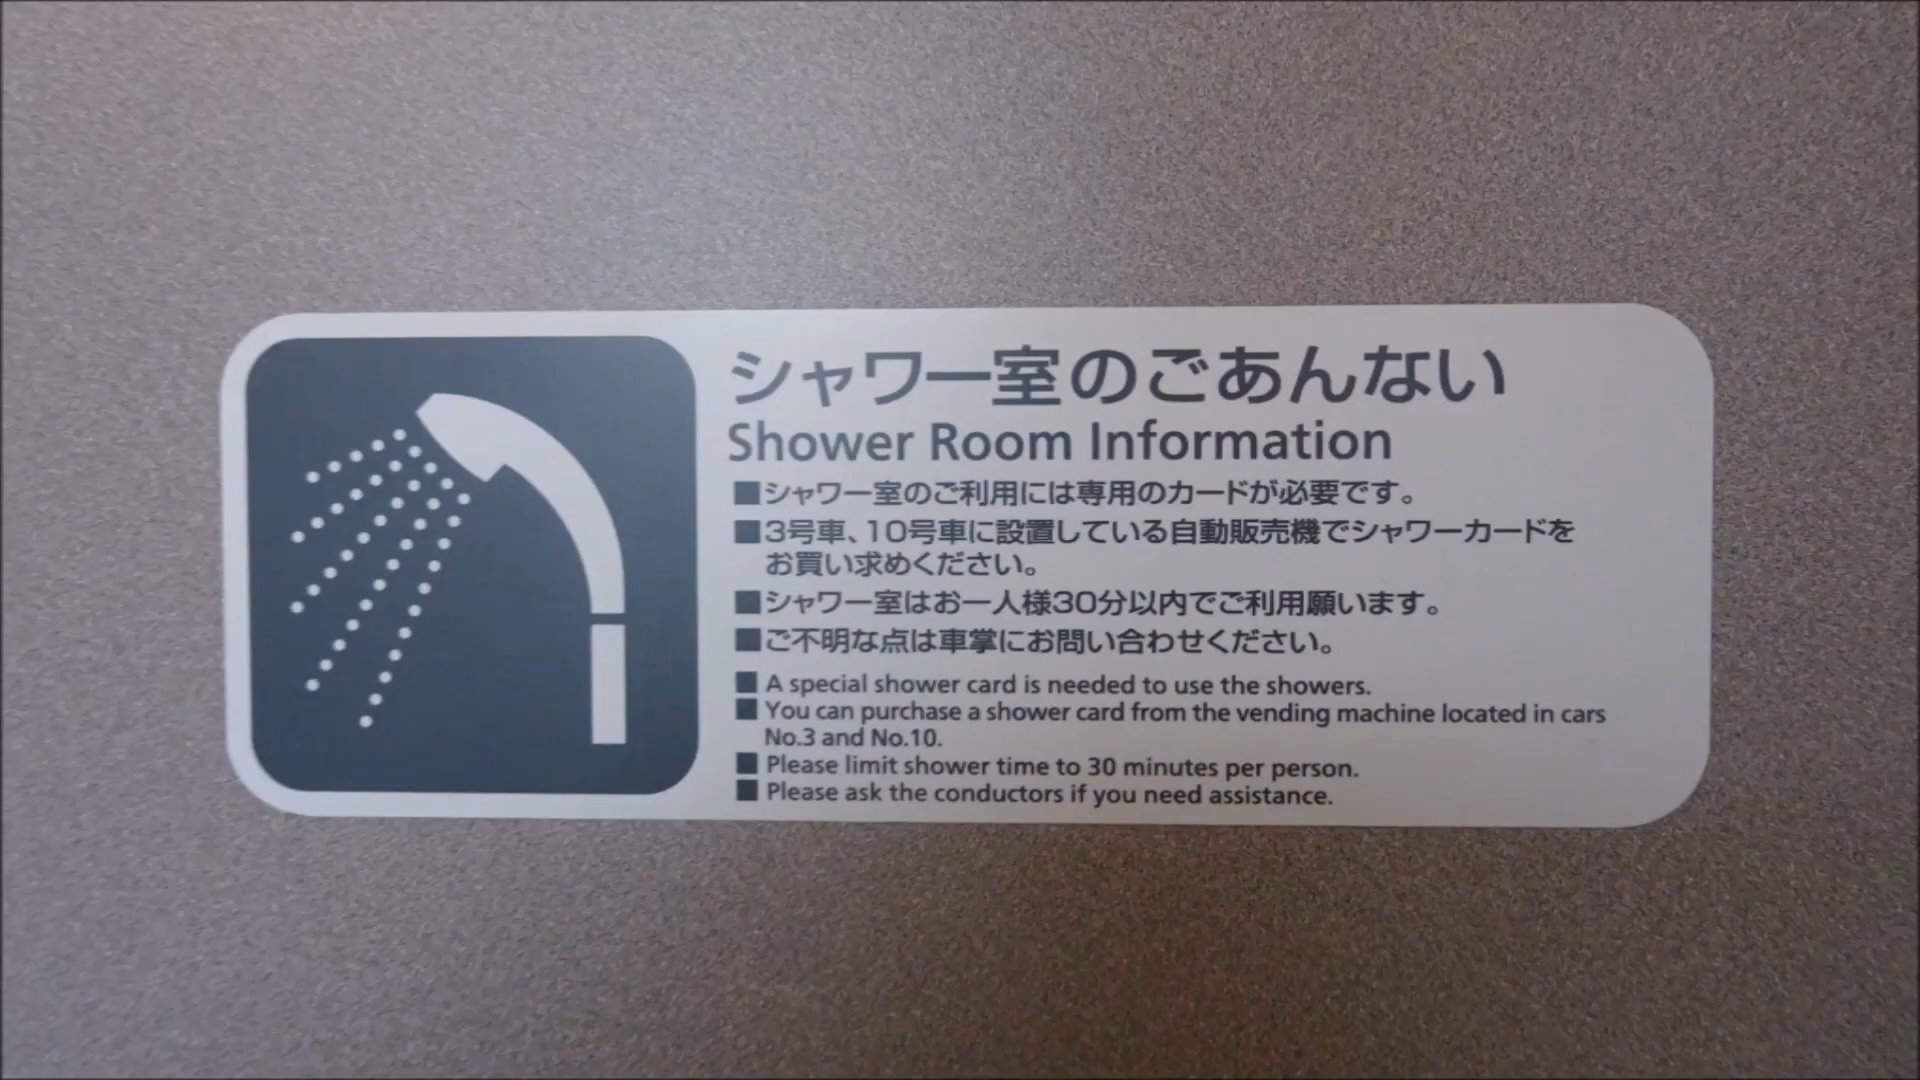 シャワー室のごあんない
Shower Room Information
■シャワー室のご利用には専用のカードが必要です。
■3号車、10号車に設置している自動販売機でシャワーカードを
お買い求めください。
■シャワー室はお一人様30分以内でご利用願います。
■ご不明な点は車掌にお問い合わせください。
■ A special shower card is needed to use the showers.
■ You can purchase a shower card from the vending machine located in cars
No.3 and No.10.
■ Please limit shower time to 30 minutes per person.
■ Please ask the conductors if you need assistance.